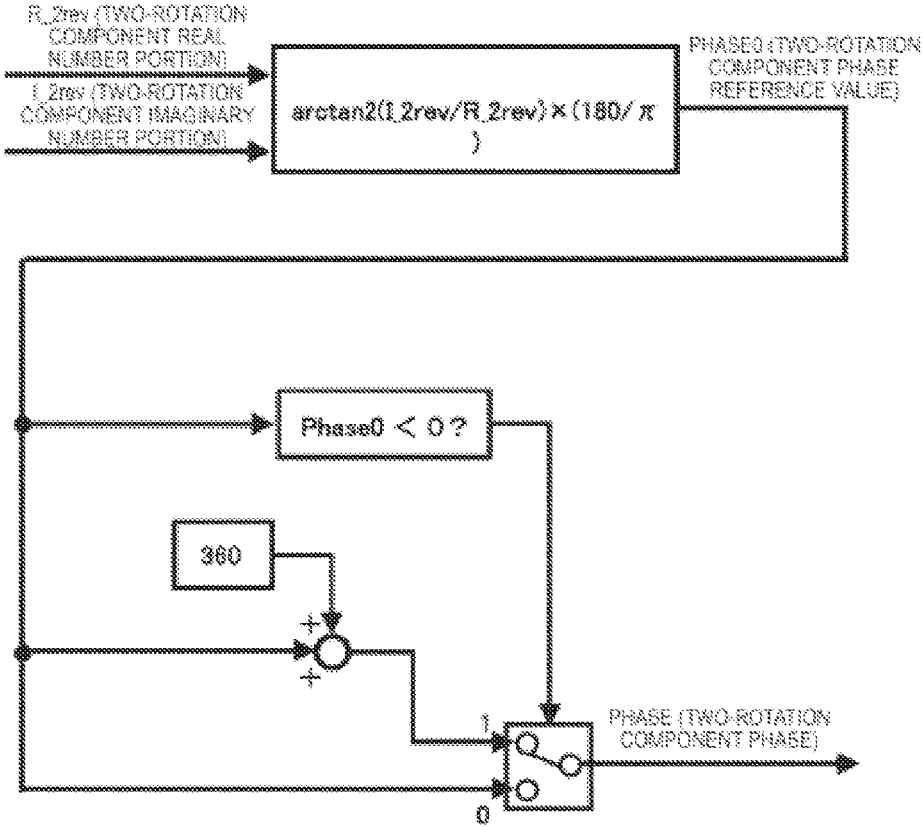 R_2rev (TWO-ROTATION
COMPONENT REAL
NUMBER PORTION)
I_2rev (TWO-ROTATION
COMPONENT IMAGINARY
NUMBER PORTION)
arctan2(I_2rev/R_2rev)×(180/π
)
PHASE0 (TWO-ROTATION
COMPONENT PHASE
REFERENCE VALUE)
Phase0 < 0?
360
+
+
1
0
PHASE (TWO-ROTATION
COMPONENT PHASE)